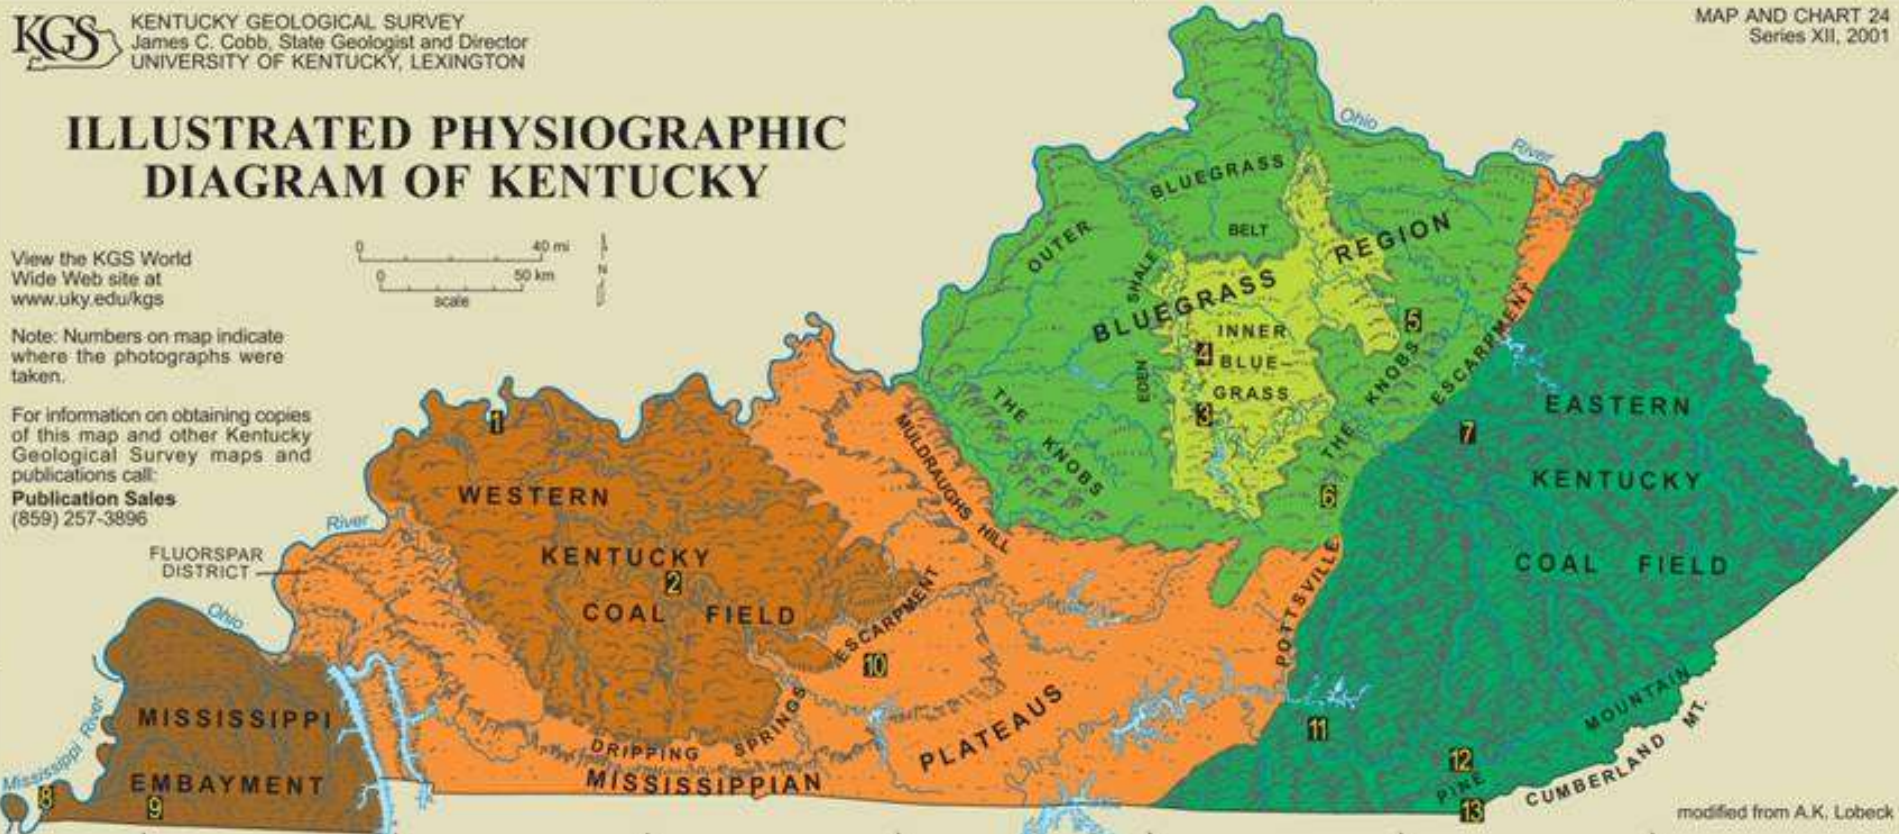 KGS
KENTUCKY GEOLOGICAL SURVEY
James C. Cobb, State Geologist and Director
UNIVERSITY OF KENTUCKY, LEXINGTON
MAP AND CHART 24
Series XII, 2001
ILLUSTRATED PHYSIOGRAPHIC
DIAGRAM OF KENTUCKY
View the KGS World
Wide Web site at
www.uky.edu/kgs
0 40 mi
0 50 km
scale
Note: Numbers on map indicate
where the photographs were
taken.
For information on obtaining copies
of this map and other Kentucky
Geological Survey maps and
publications call:
Publication Sales
(859) 257-3896
Ohio
River
OUTER
BLUEGRASS
BELT
SHALE
EDEN
BLUEGRASS
REGION
INNER
BLUE-
GRASS
4
3
5
THE
KNOBS
THE
KNOBS
6
ESCARPMENT
POTTSVILLE
MULDRAUGHS HILL
7
EASTERN
KENTUCKY
COAL FIELD
1
WESTERN
KENTUCKY
2
COAL FIELD
River
FLUORSPAR
DISTRICT
Ohio
ESCARPMENT
10
SPRINGS
DRIPPING
MISSISSIPPIAN
PLATEAUS
Mississippi River
MISSISSIPPI
EMBAYMENT
8
9
11
12
13
PINE
MOUNTAIN
CUMBERLAND MT.
modified from A.K. Lobeck